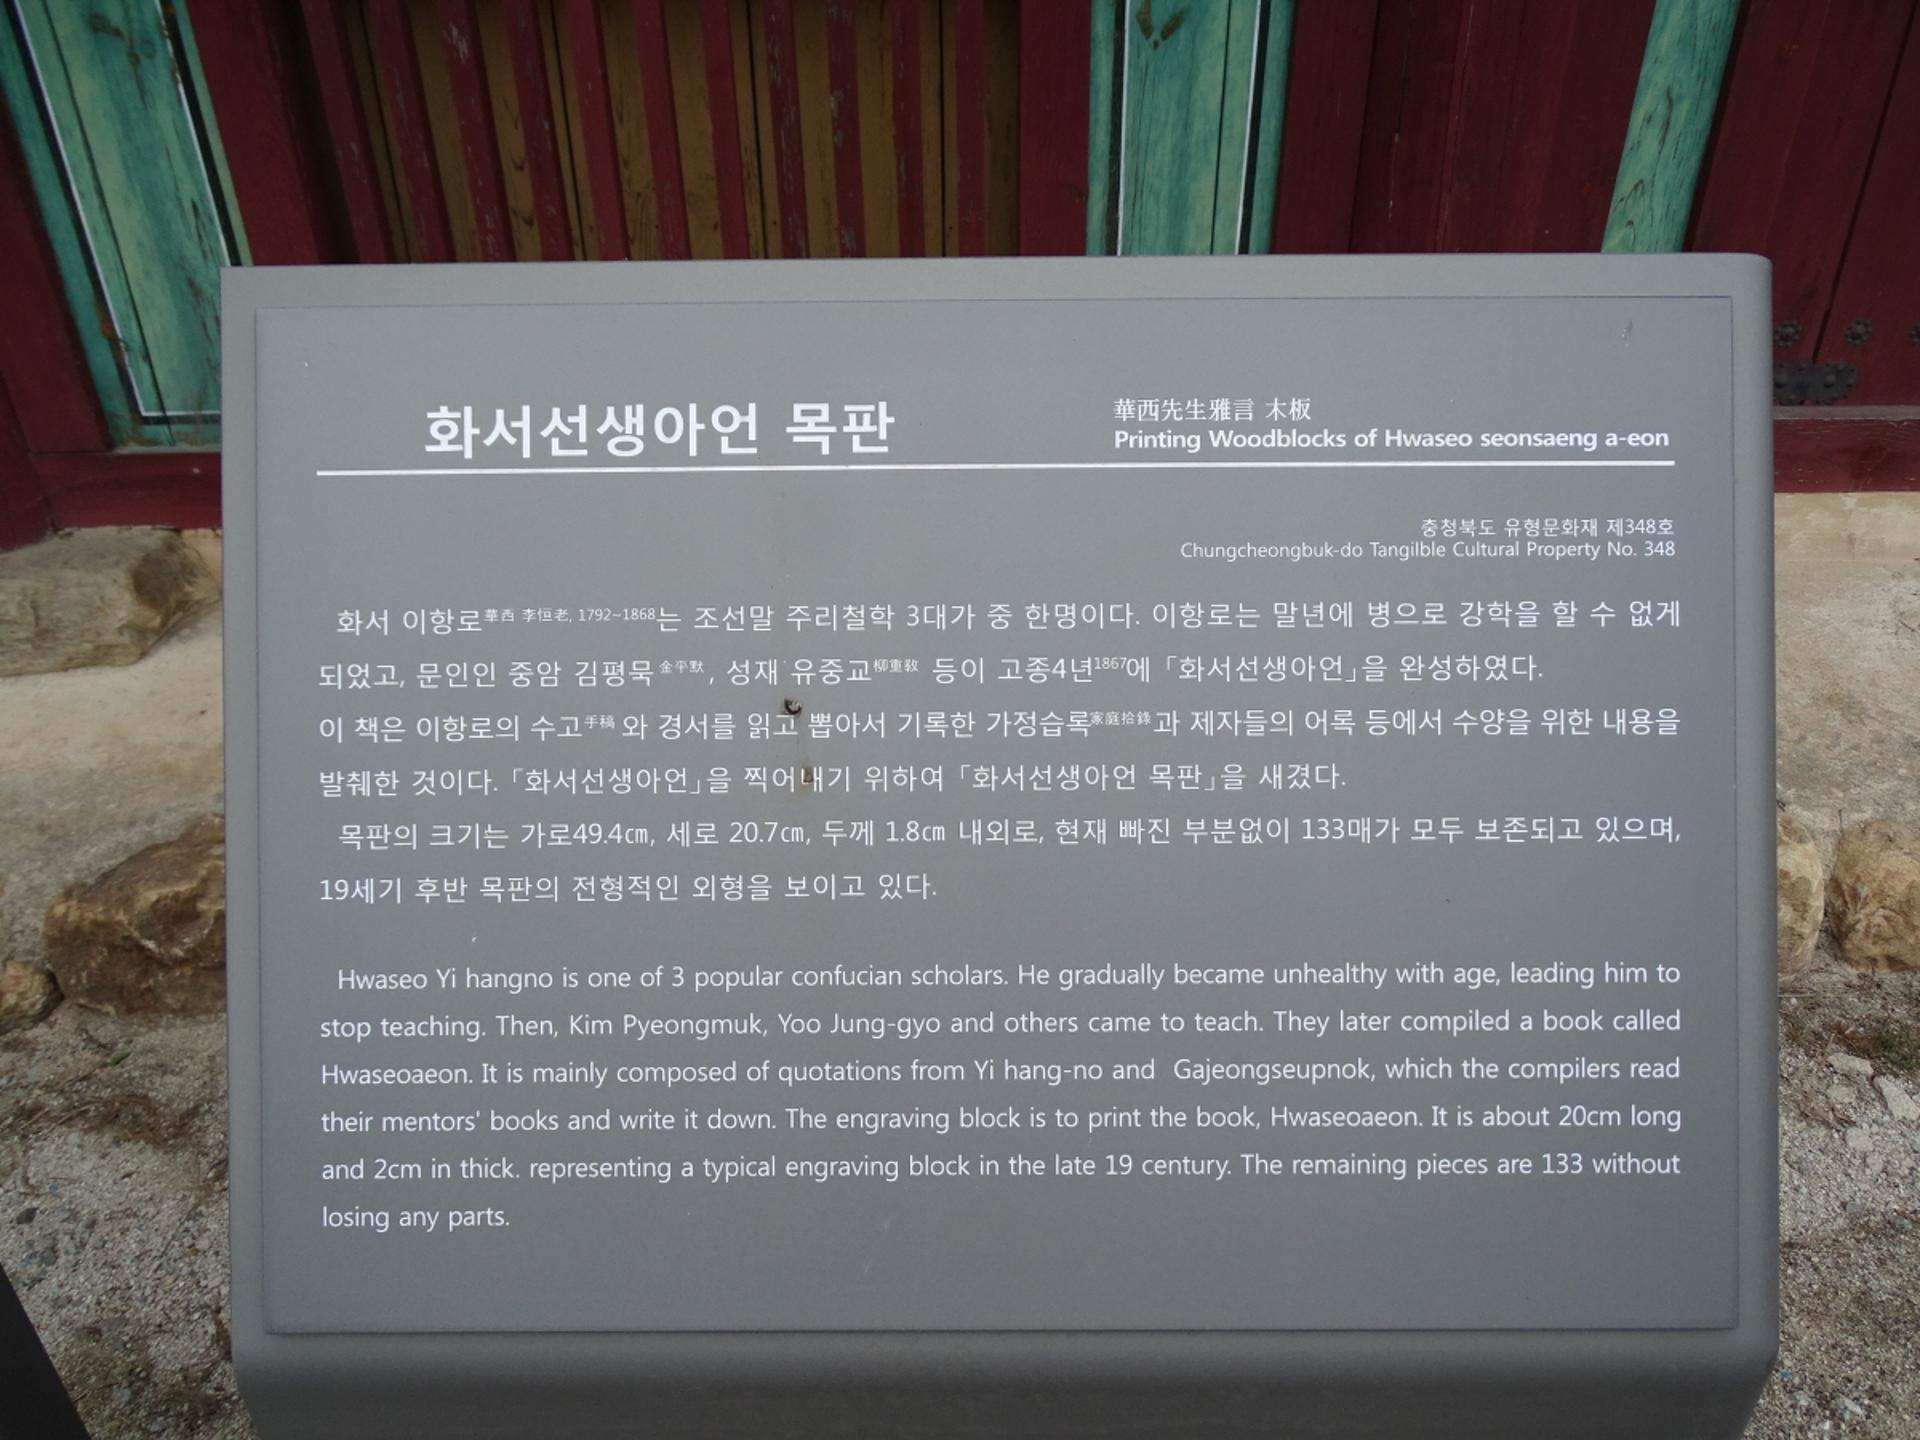 화서선생아언 목판
華西先生雅言 木板
Printing Woodblocks of Hwaseo seonsaeng a-eon
충청북도 유형문화재 제348호
Chungcheongbuk-do Tangilble Cultural Property No. 348
화서 이항로華西 李恒老, 1792~1868는 조선말 주리철학 3대가 중 한명이다. 이항로는 말년에 병으로 강학을 할 수 없게
되었고, 문인인 중암 김평묵金平默, 성재 유중교柳重敎 등이 고종4년1867에 「화서선생아언」을 완성하였다.
이 책은 이항로의 수고手稿 와 경서를 읽고 뽑아서 기록한 가정습록家庭拾錄과 제자들의 어록 등에서 수양을 위한 내용을
발췌한 것이다. 「화서선생아언」을 찍어내기 위하여 「화서선생아언 목판」을 새겼다.
목판의 크기는 가로49.4㎝, 세로 20.7㎝, 두께 1.8㎝ 내외로, 현재 빠진 부분없이 133매가 모두 보존되고 있으며,
19세기 후반 목판의 전형적인 외형을 보이고 있다.
Hwaseo Yi hangno is one of 3 popular confucian scholars. He gradually became unhealthy with age, leading him to
stop teaching. Then, Kim Pyeongmuk, Yoo Jung-gyo and others came to teach. They later compiled a book called
Hwaseoaeon. It is mainly composed of quotations from Yi hang-no and Gajeongseupnok, which the compilers read
their mentors' books and write it down. The engraving block is to print the book, Hwaseoaeon. It is about 20cm long
and 2cm in thick. representing a typical engraving block in the late 19 century. The remaining pieces are 133 without
losing any parts.